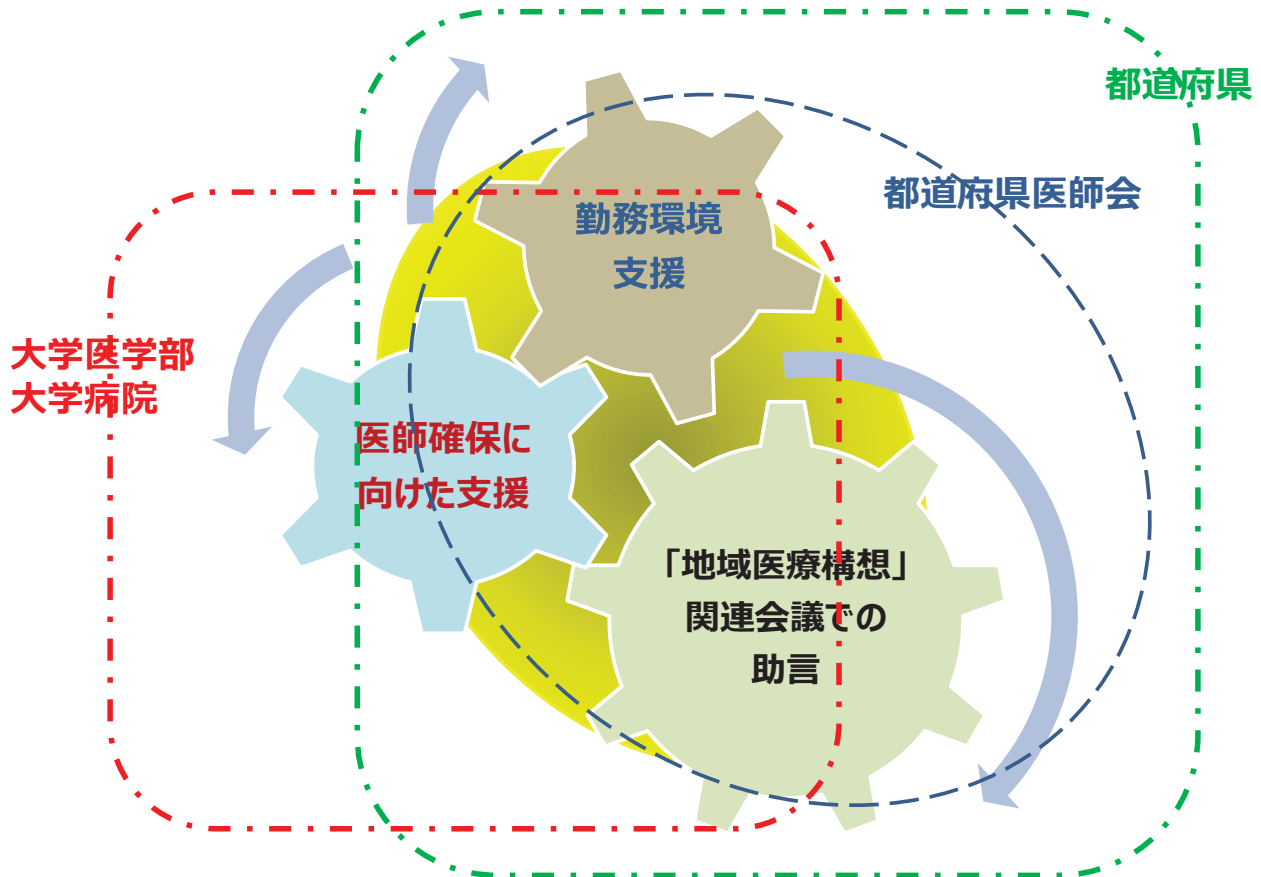 都道府県
都道府県医師会
勤務環境
支援
大学医学部
大学病院
医師確保に
向けた支援
「地域医療構想」
関連会議での
助言